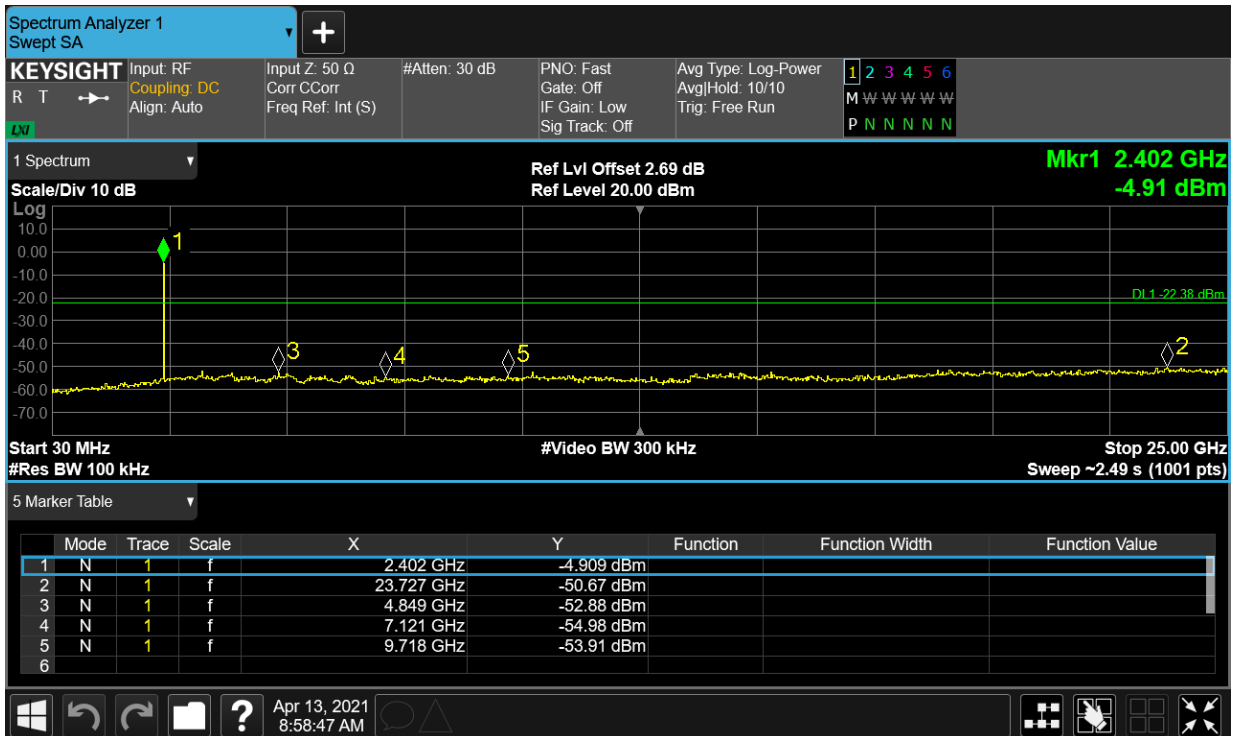 Spectrum Analyzer 1
Swept SA
KEYSIGHT
R T
LXI
Input: RF
Coupling: DC
Align: Auto
Input Z: 50 Ω
Corr CCorr
Freq Ref: Int (S)
#Atten: 30 dB
PNO: Fast
Gate: Off
IF Gain: Low
Sig Track: Off
Avg Type: Log-Power
Avg|Hold: 10/10
Trig: Free Run
1 2 3 4 5 6
M W W W W W
P N N N N N
1 Spectrum
Scale/Div 10 dB
Ref Lvl Offset 2.69 dB
Ref Level 20.00 dBm
Mkr1 2.402 GHz
-4.91 dBm
Log
10.0
0.00
-10.0
-20.0
-30.0
-40.0
-50.0
-60.0
-70.0
1
DL1 -22.38 dBm
3
4
5
2
Start 30 MHz
#Res BW 100 kHz
#Video BW 300 kHz
Stop 25.00 GHz
Sweep ~2.49 s (1001 pts)
5 Marker Table
Mode Trace Scale X Y Function Function Width Function Value
1 N 1 f 2.402 GHz -4.909 dBm
2 N 1 f 23.727 GHz -50.67 dBm
3 N 1 f 4.849 GHz -52.88 dBm
4 N 1 f 7.121 GHz -54.98 dBm
5 N 1 f 9.718 GHz -53.91 dBm
6
?
Apr 13, 2021
8:58:47 AM